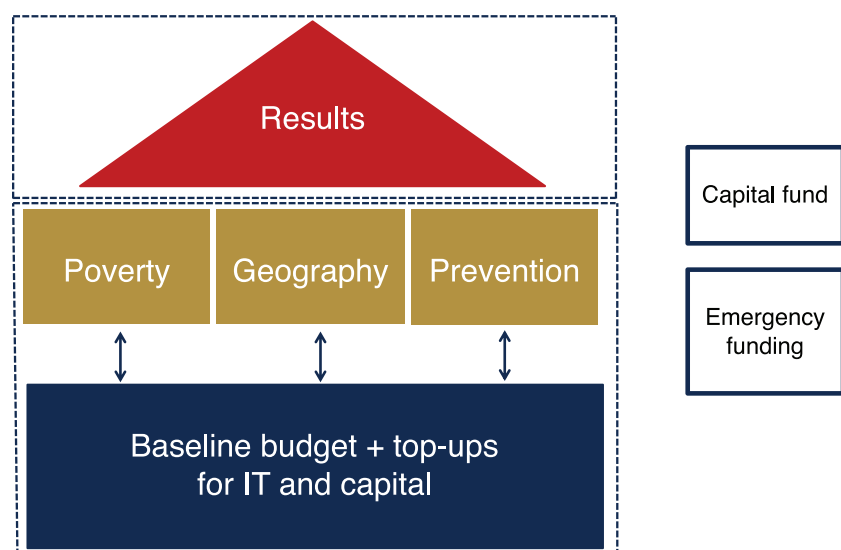 Results
Poverty
Geography
Prevention
Baseline budget + top-ups
for IT and capital
Capital fund
Emergency
funding